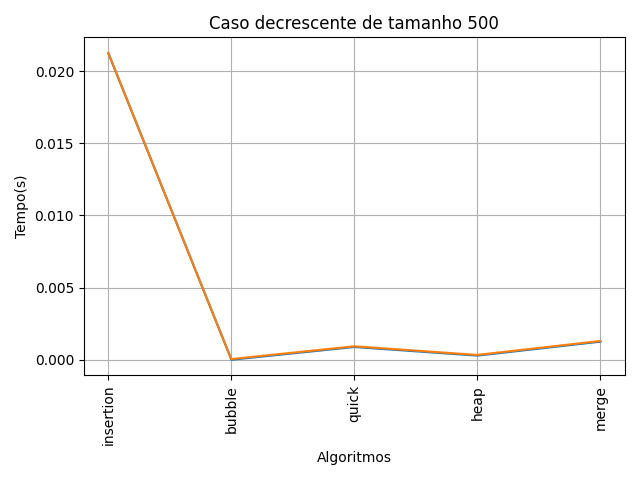 Caso decrescente de tamanho 500
Tempo(s)
0.020
0.015
0.010
0.005
0.000
insertion
bubble
quick
heap
merge
Algoritmos